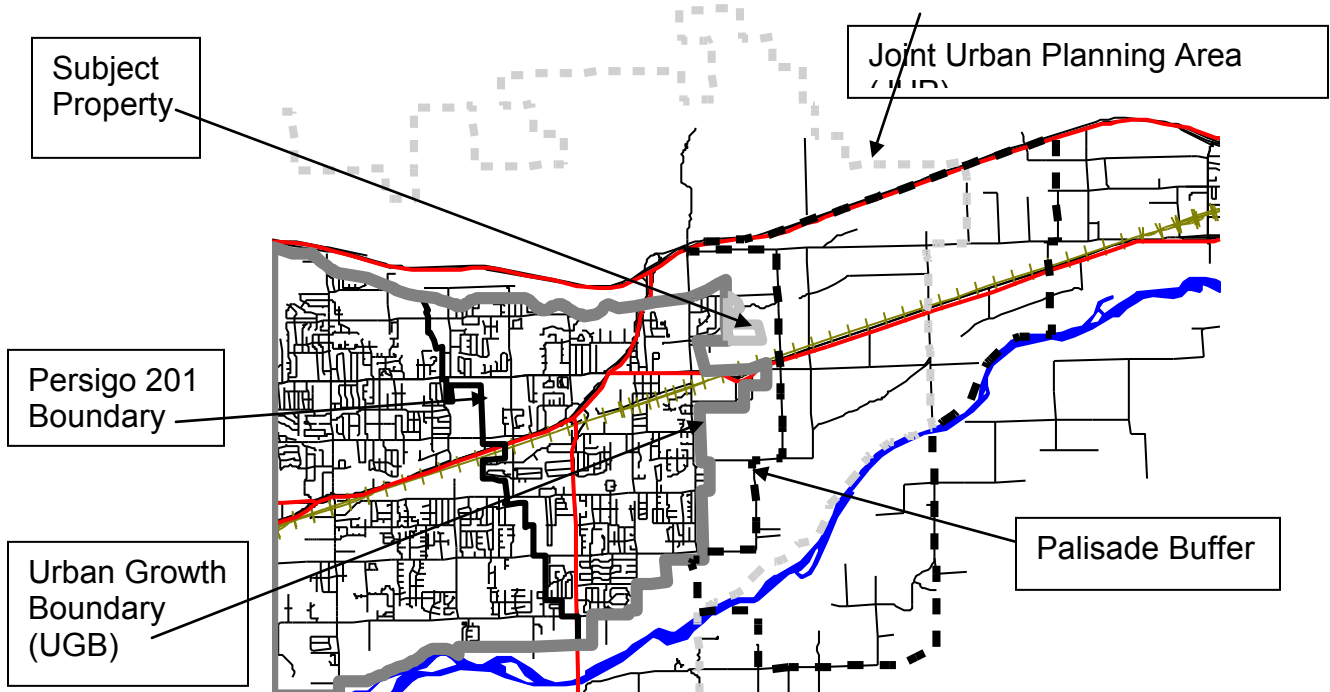 Subject
Property
Joint Urban Planning Area
Persigo 201
Boundary
Urban Growth
Boundary
(UGB)
Palisade Buffer